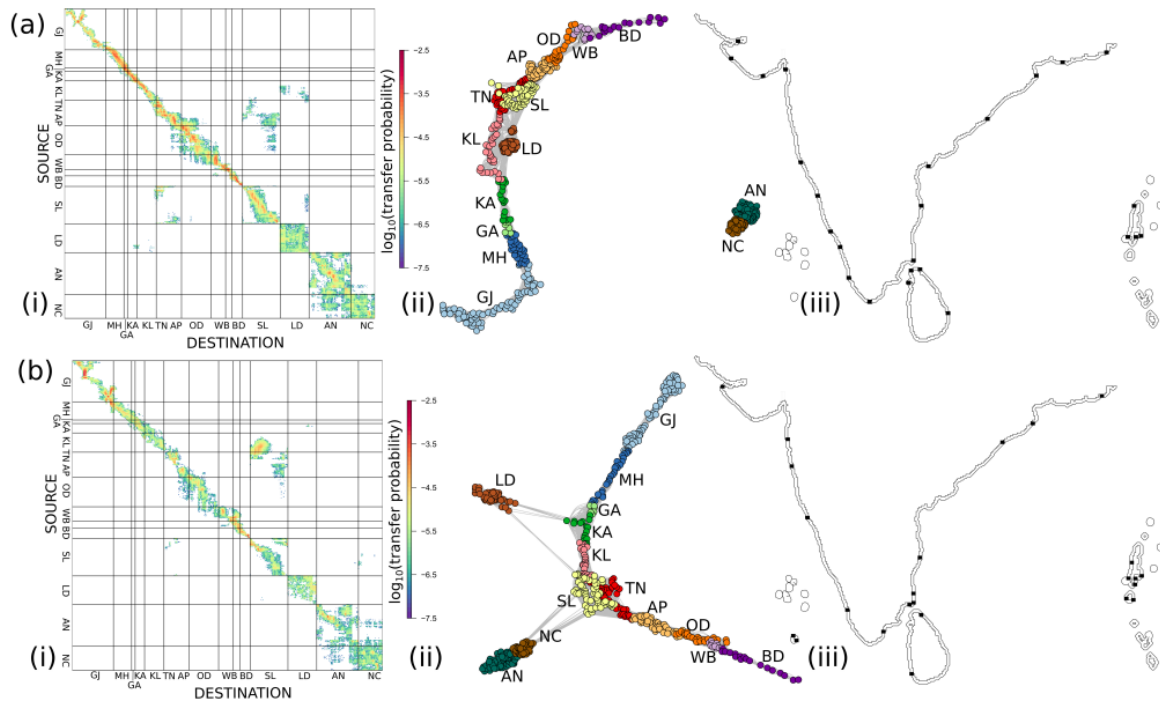 (a)
SOURCE
GJ
MH
GA
KA
KL
TN
AP
OD
WB
BD
SL
LD
AN
NC
(i)
GJ MH KA KL TN AP OD WB BD SL LD AN NC
GA
DESTINATION
log10(transfer probability)
−2.5
−3.5
−4.5
−5.5
−6.5
−7.5
(ii)
OD
WB
BD
AP
TN
SL
KL
LD
KA
GA
MH
GJ
AN
NC
(iii)
(b)
SOURCE
GJ
MH
GA
KA
KL
TN
AP
OD
WB
BD
SL
LD
AN
NC
(i)
GJ MH KA KL TN AP OD WB BD SL LD AN NC
GA
DESTINATION
log10(transfer probability)
−2.5
−3.5
−4.5
−5.5
−6.5
−7.5
(ii)
GJ
MH
LD
GA
KA
KL
TN
SL
AP
OD
NC
WB
BD
AN
(iii)